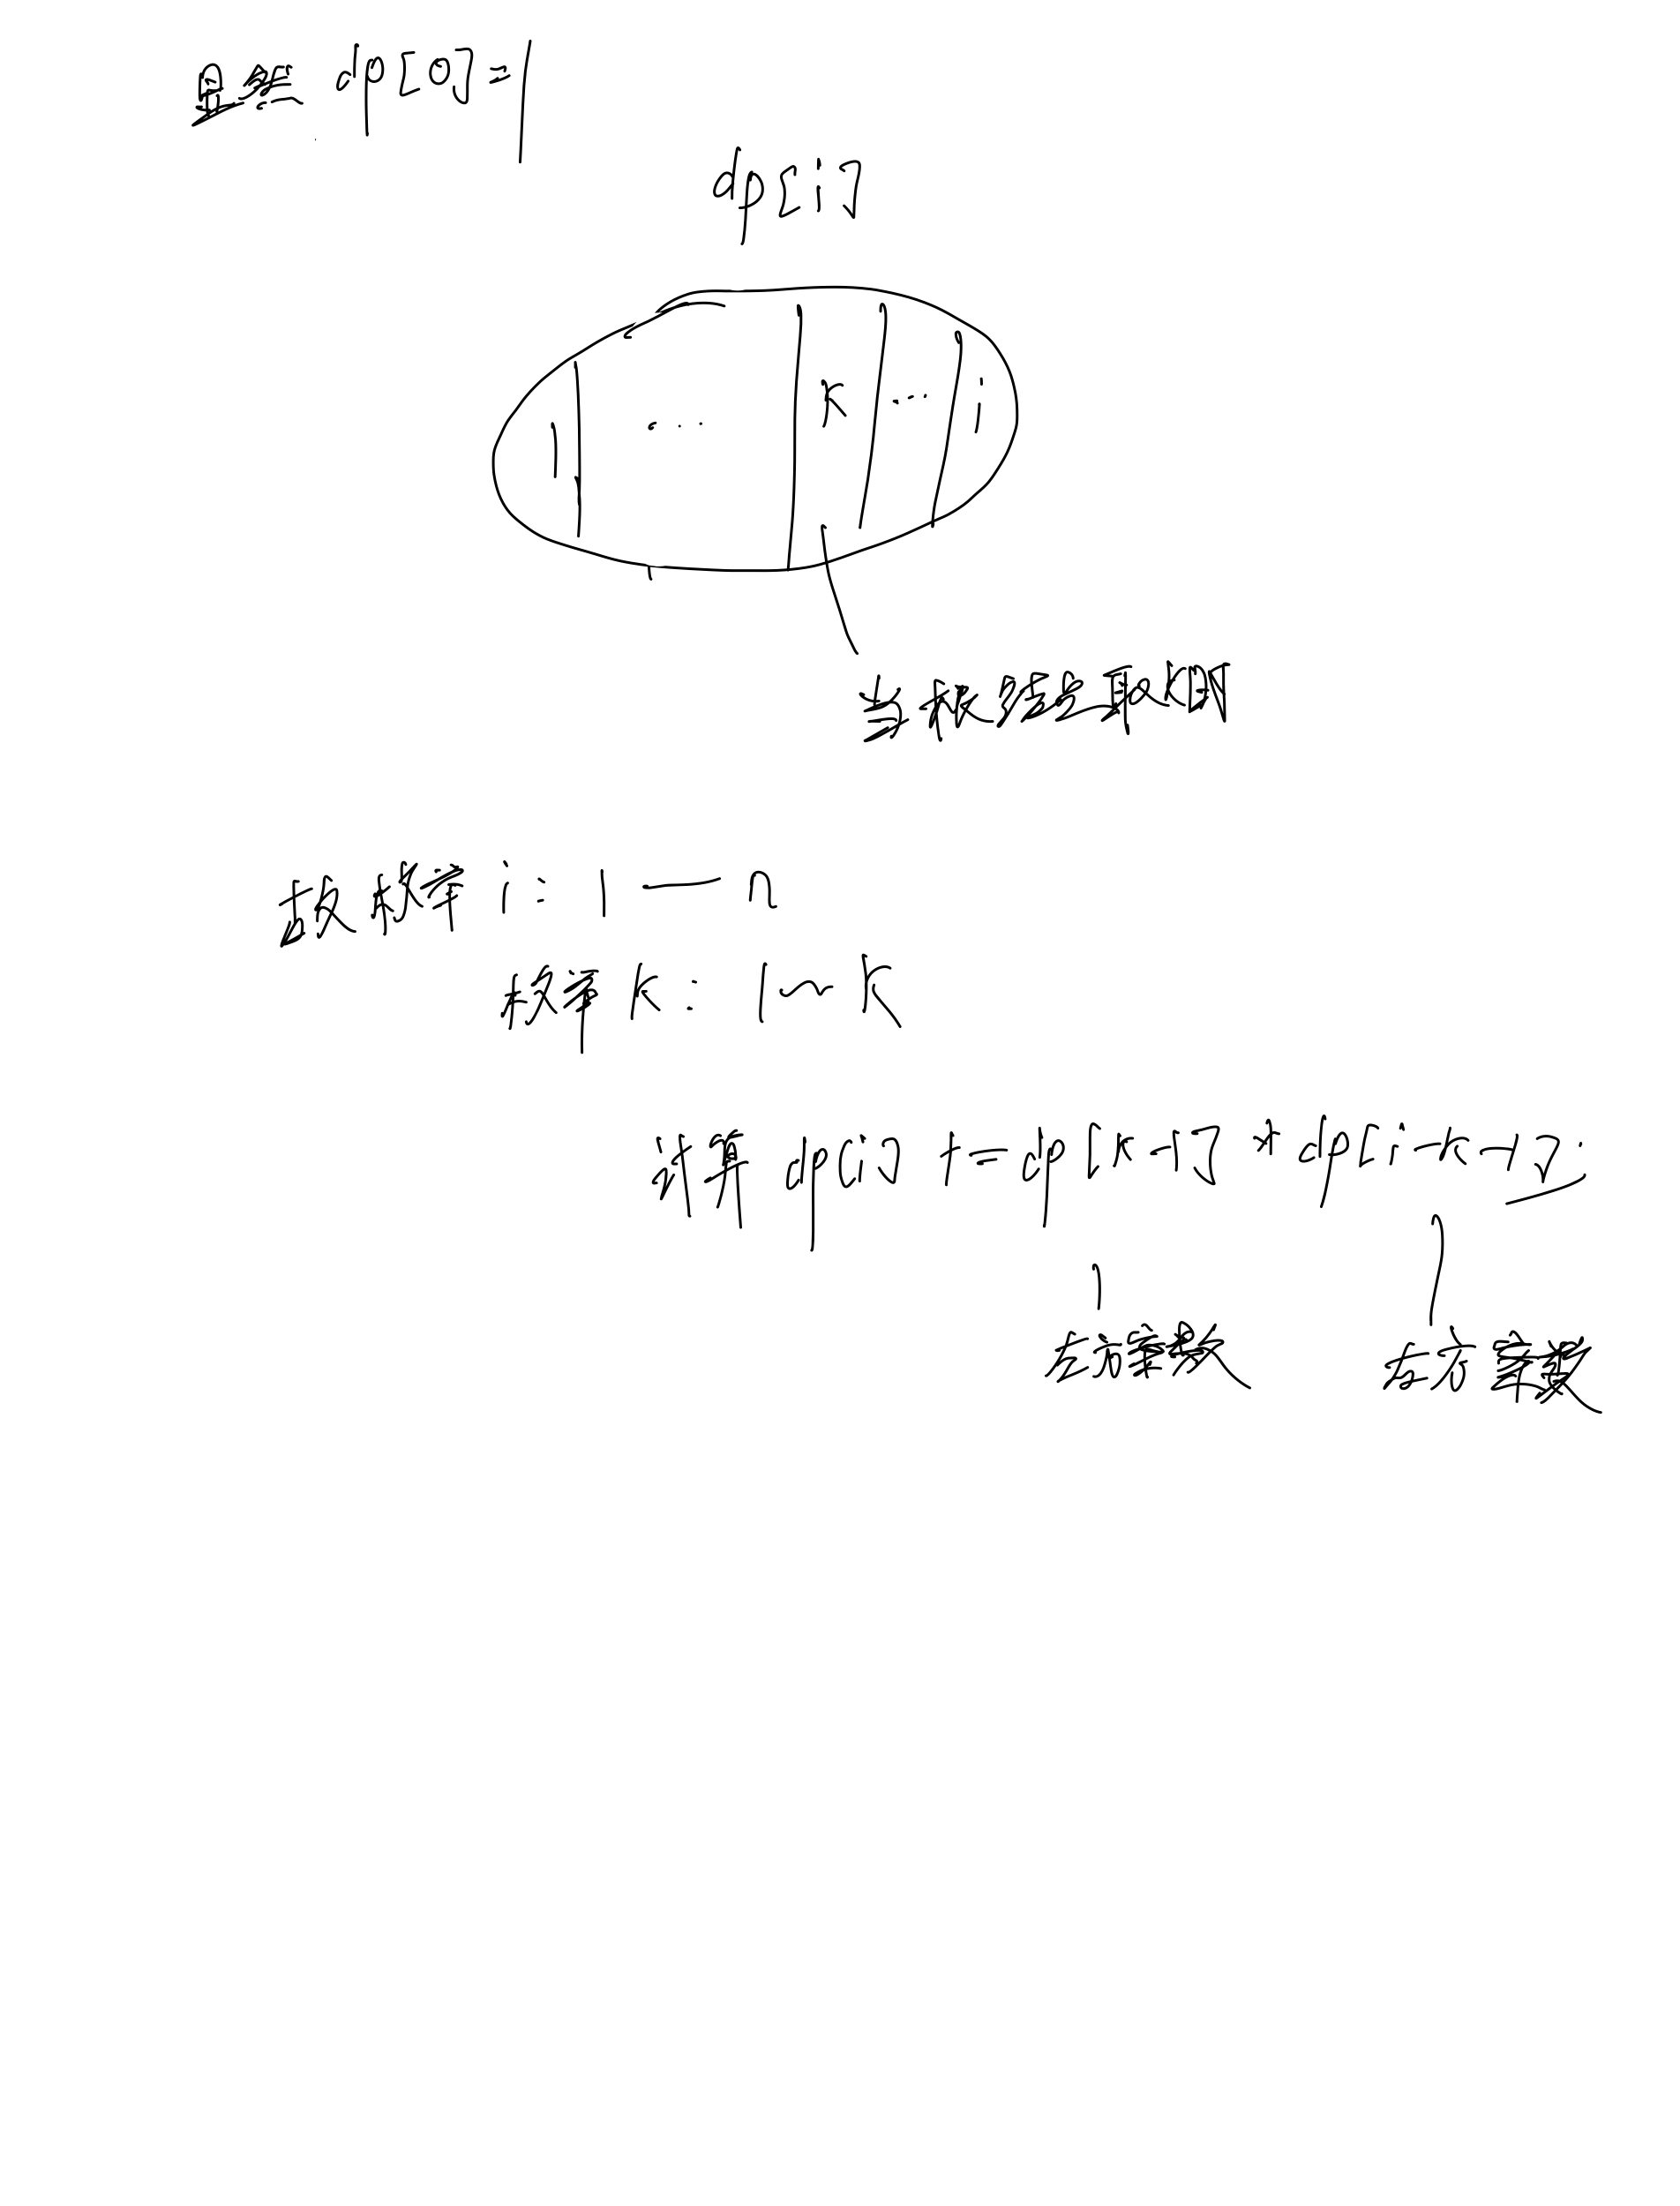 显然 dp[0]=1
dp[i]
1 ... k ... i
当根结点取k时
故枚举 i: 1 — n
枚举 k: 1 ~ k
计算 dp[i] += dp[k-1] * dp[i-k-1];
左方案数
右方案数